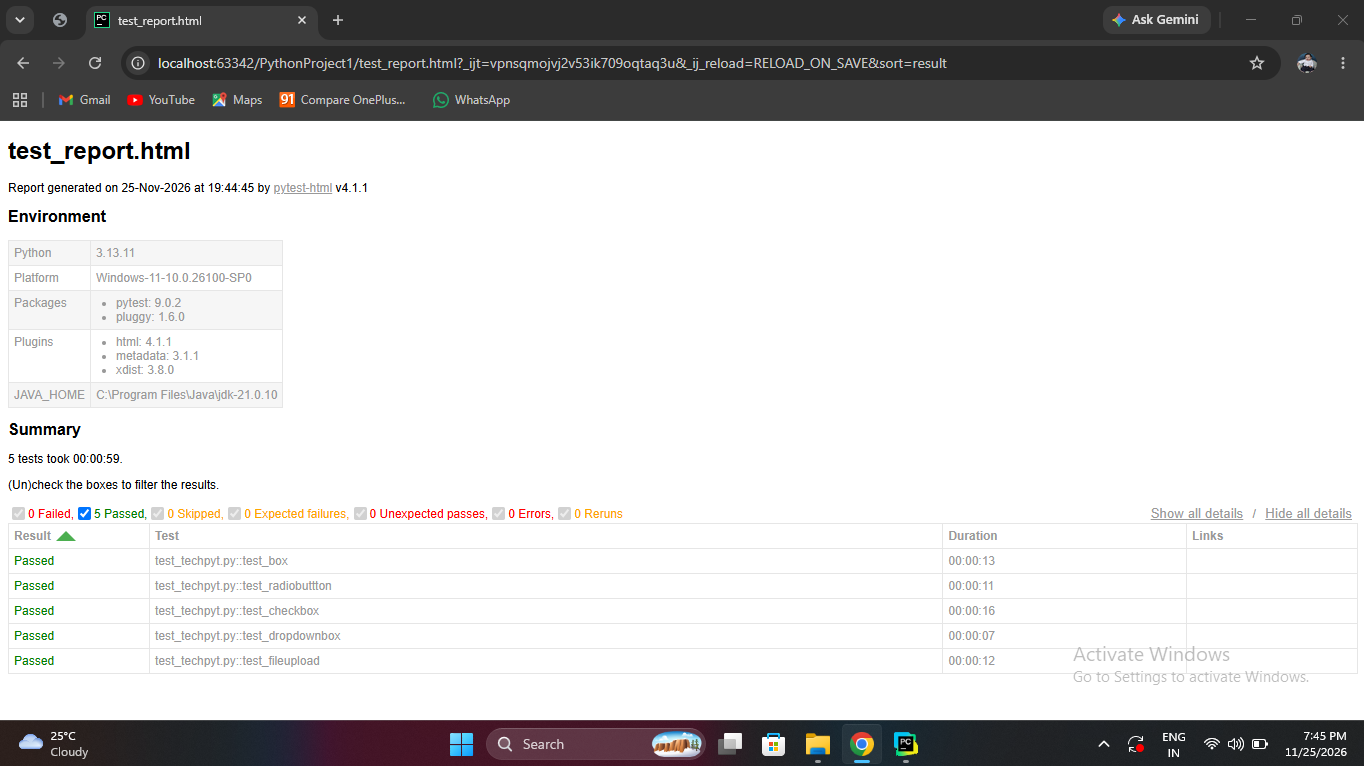 test_report.html
Ask Gemini
localhost:63342/PythonProject1/test_report.html?_ijt=vpnsqmojvj2v53ik709oqtaq3u&_ij_reload=RELOAD_ON_SAVE&sort=result
Gmail YouTube Maps 91 Compare OnePlus... WhatsApp
test_report.html
Report generated on 25-Nov-2026 at 19:44:45 by pytest-html v4.1.1
Environment
Python 3.13.11
Platform Windows-11-10.0.26100-SP0
Packages pytest: 9.0.2
pluggy: 1.6.0
Plugins html: 4.1.1
metadata: 3.1.1
xdist: 3.8.0
JAVA_HOME C:\Program Files\Java\jdk-21.0.10
Summary
5 tests took 00:00:59.
(Un)check the boxes to filter the results.
0 Failed, 5 Passed, 0 Skipped, 0 Expected failures, 0 Unexpected passes, 0 Errors, 0 Reruns Show all details / Hide all details
Result Test Duration Links
Passed test_techpyt.py::test_box 00:00:13
Passed test_techpyt.py::test_radiobuttton 00:00:11
Passed test_techpyt.py::test_checkbox 00:00:16
Passed test_techpyt.py::test_dropdownbox 00:00:07
Passed test_techpyt.py::test_fileupload 00:00:12
Activate Windows
Go to Settings to activate Windows.
25°C
Cloudy
Search
ENG
IN
7:45 PM
11/25/2026